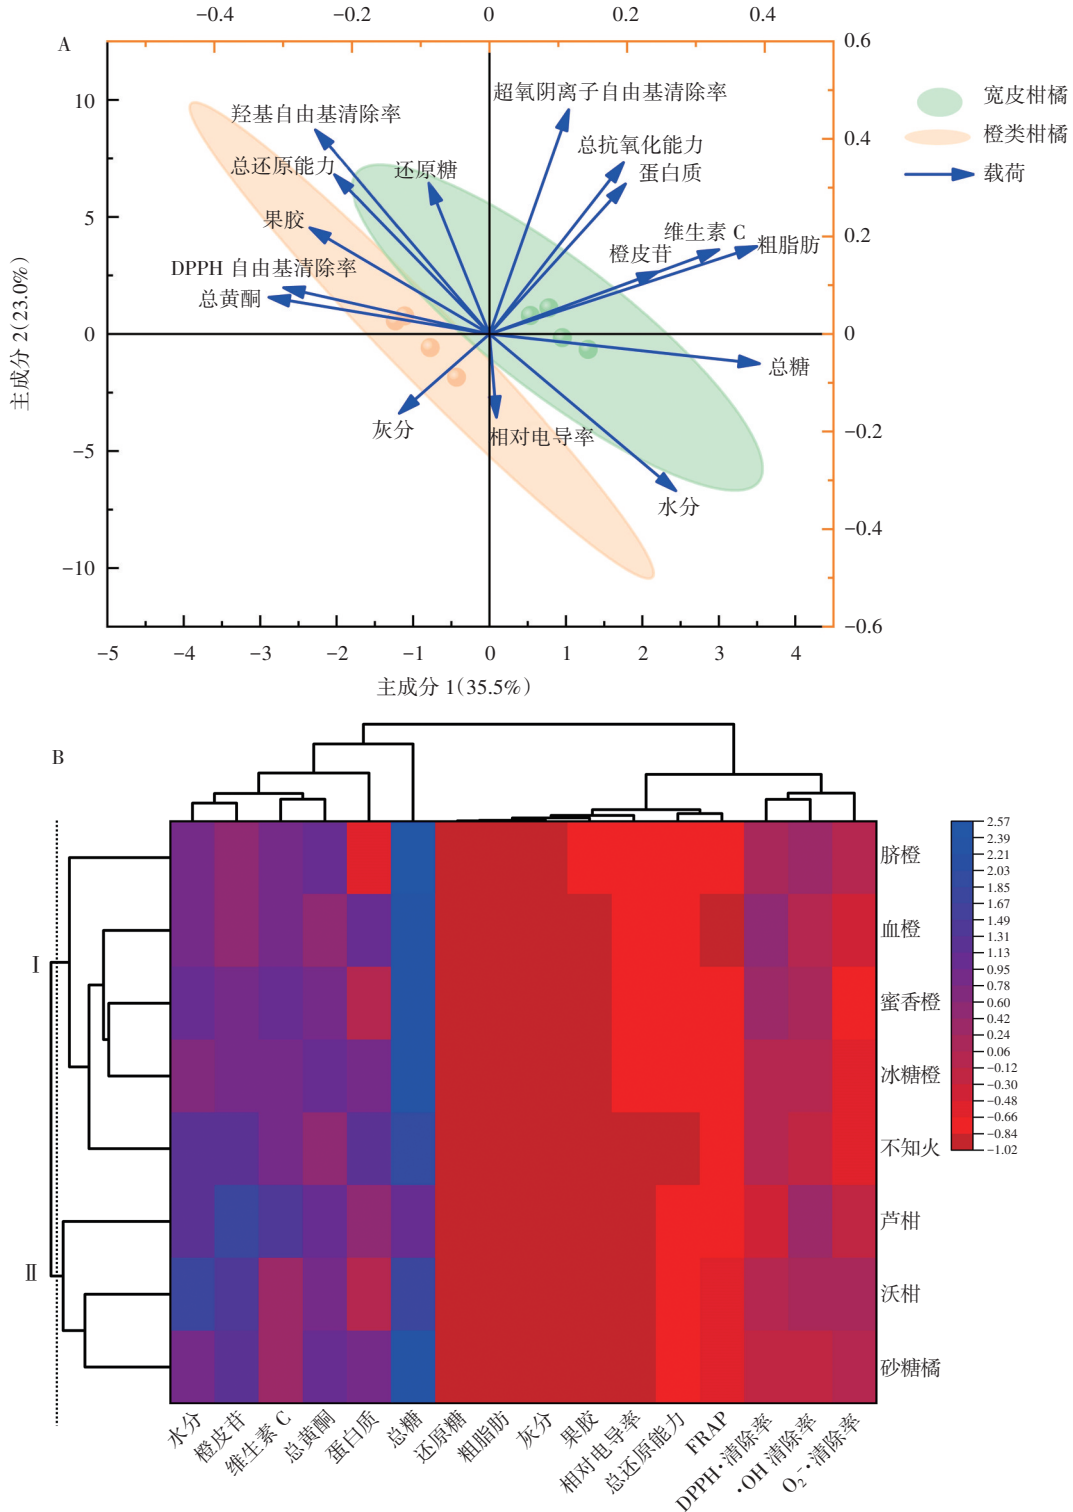 −0.4 −0.2 0 0.2 0.4
A
0.6
0.4
0.2
0
−0.2
−0.4
−0.6
10
5
0
−5
−10
主成分 2(23.0%)
超氧阴离子自由基清除率
羟基自由基清除率
总抗氧化能力
总还原能力
还原糖
蛋白质
果胶
维生素 C
粗脂肪
橙皮苷
DPPH 自由基清除率
总黄酮
总糖
灰分
相对电导率
水分
宽皮柑橘
橙类柑橘
载荷
−5 −4 −3 −2 −1 0 1 2 3 4
主成分 1(35.5%)
B
Ⅰ
Ⅱ
脐橙
血橙
蜜香橙
冰糖橙
不知火
芦柑
沃柑
砂糖橘
2.57
2.39
2.21
2.03
1.85
1.67
1.49
1.31
1.13
0.95
0.78
0.60
0.42
0.24
0.06
−0.12
−0.30
−0.48
−0.66
−0.84
−1.02
水分
橙皮苷
维生素 C
总黄酮
蛋白质
总糖
还原糖
粗脂肪
灰分
果胶
相对电导率
总还原能力
FRAP
DPPH·清除率
·OH 清除率
O₂⁻·清除率